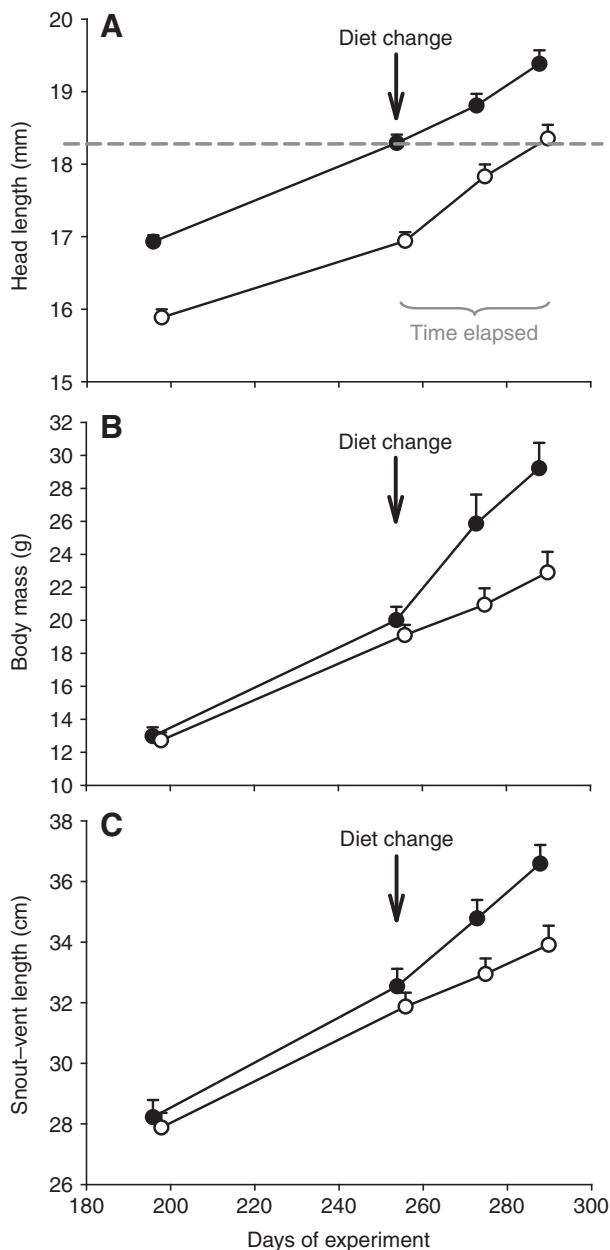 A
Diet change
Head length (mm)
20
19
18
17
16
15
Time elapsed
B
Diet change
Body mass (g)
32
30
28
26
24
22
20
18
16
14
12
10
C
Diet change
Snout–vent length (cm)
38
36
34
32
30
28
26
180 200 220 240 260 280 300
Days of experiment